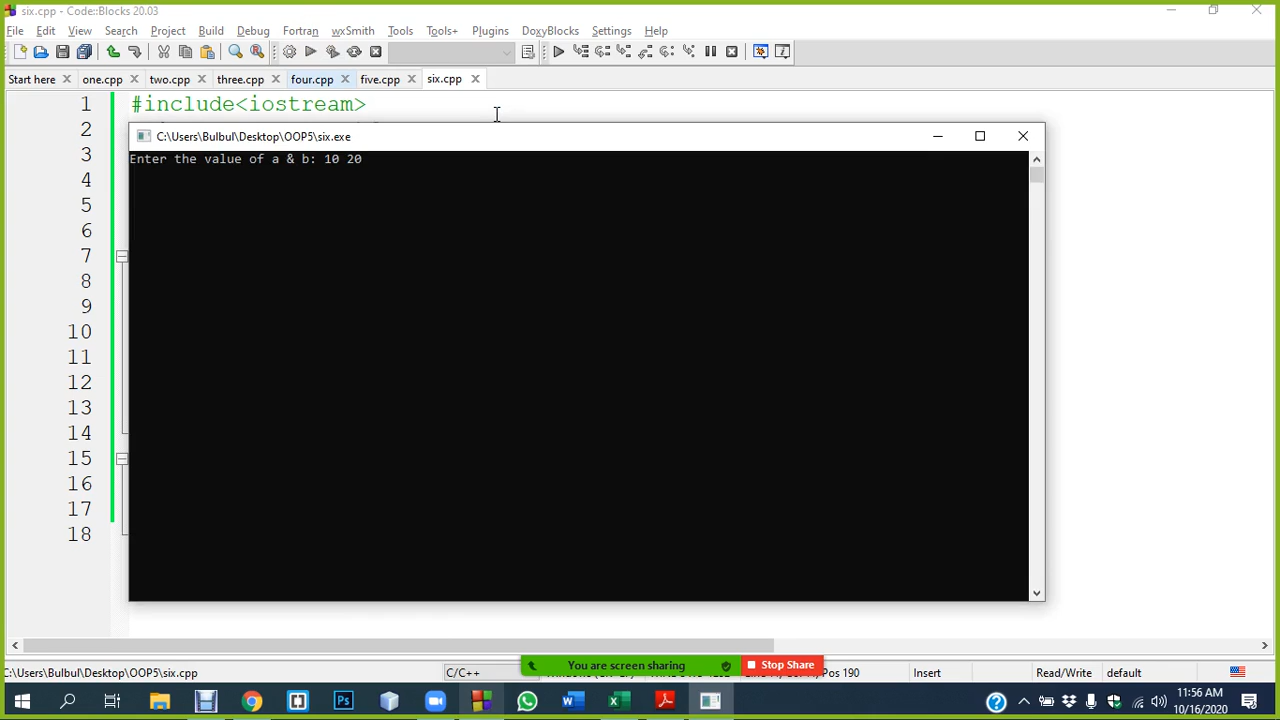 six.cpp - Code::Blocks 20.03
File Edit View Search Project Build Debug Fortran wxSmith Tools Tools+ Plugins DoxyBlocks Settings Help
Start here one.cpp two.cpp three.cpp four.cpp five.cpp six.cpp
1 #include<iostream>
2
C:\Users\Bulbul\Desktop\OOP5\six.exe
3
Enter the value of a & b: 10 20
4
5
6
7
8
9
10
11
12
13
14
15
16
17
18
You are screen sharing Stop Share
C:\Users\Bulbul\Desktop\OOP5\six.cpp C/C++ Pos 190 Insert Read/Write default
11:56 AM
10/16/2020